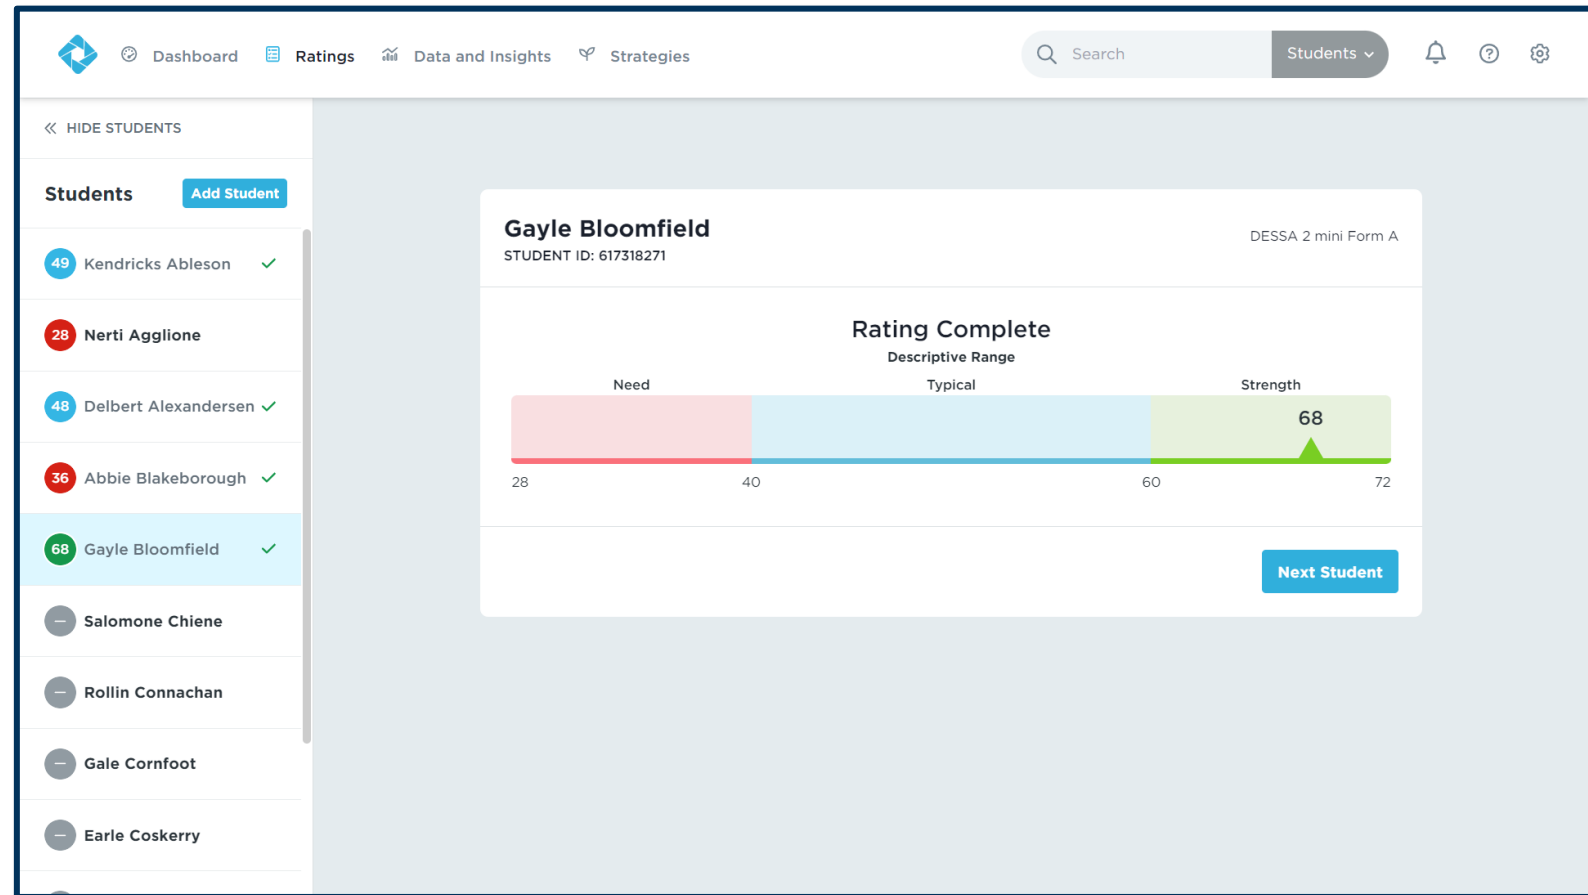 Dashboard
Ratings
Data and Insights
Strategies
Search
Students
HIDE STUDENTS
Students
Add Student
49 Kendricks Ableson
28 Nerti Agglione
48 Delbert Alexandersen
36 Abbie Blakeborough
68 Gayle Bloomfield
– Salomone Chiene
– Rollin Connachan
– Gale Cornfoot
– Earle Coskerry
Gayle Bloomfield
STUDENT ID: 617318271
DESSA 2 mini Form A
Rating Complete
Descriptive Range
Need
Typical
Strength
68
28
40
60
72
Next Student